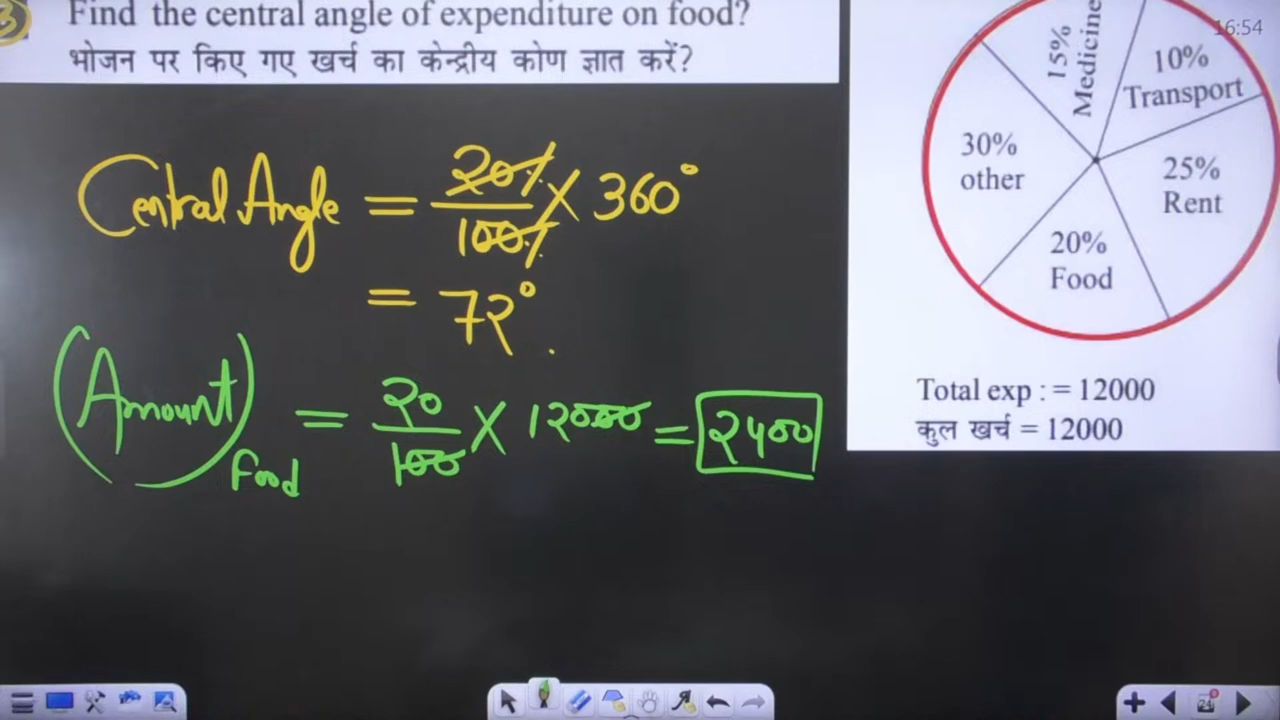 3
Find the central angle of expenditure on food?
भोजन पर किए गए खर्च का केन्द्रीय कोण ज्ञात करें?
16:54
15%
Medicine
10%
Transport
30%
other
25%
Rent
20%
Food
Central Angle = 20%/100% × 360°
= 72°.
(Amount) Food = 20/100 × 12000 = 2400
Total exp : = 12000
कुल खर्च = 12000
24